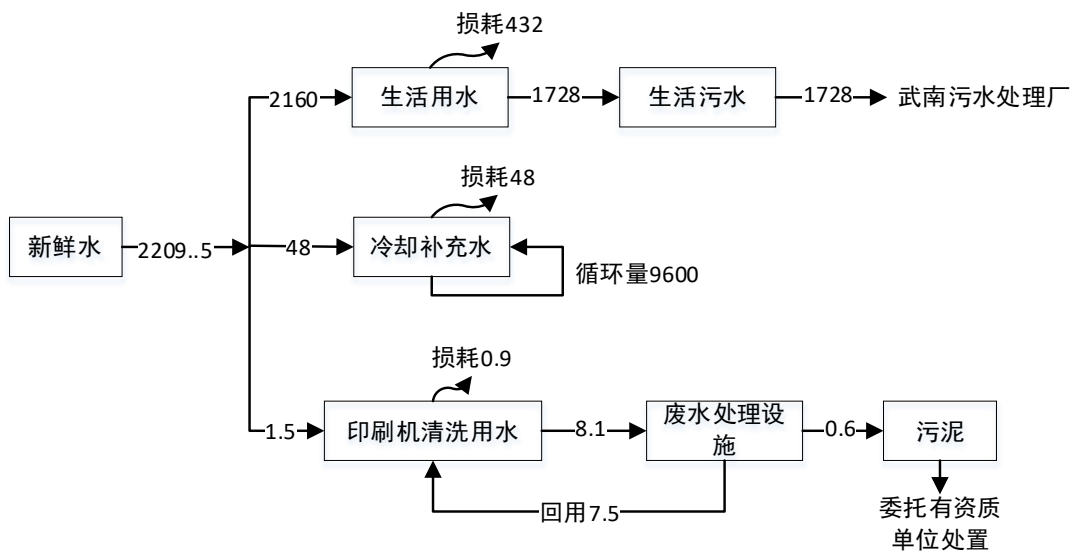 损耗432
2160
生活用水
1728
生活污水
1728
武南污水处理厂
损耗48
新鲜水
2209..5
48
冷却补充水
循环量9600
损耗0.9
1.5
印刷机清洗用水
8.1
废水处理设
施
0.6
污泥
回用7.5
委托有资质
单位处置